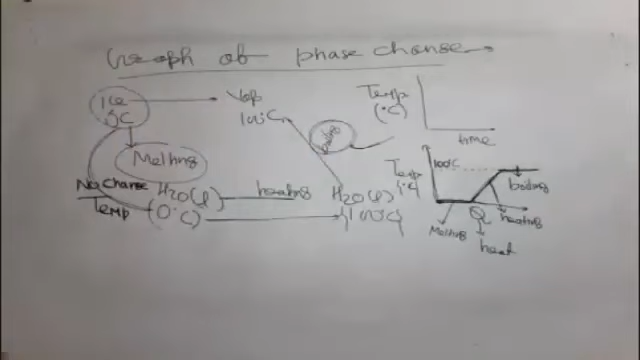 Graph of phase change
Ice
0°C
Vap
100°C
Melting
No change
Temp
H2O(l)
(0°C)
heating
H2O(l)
100°C
Temp
(°C)
time
Temp
(°C)
100°C
boiling
heating
Melting
Q
heat